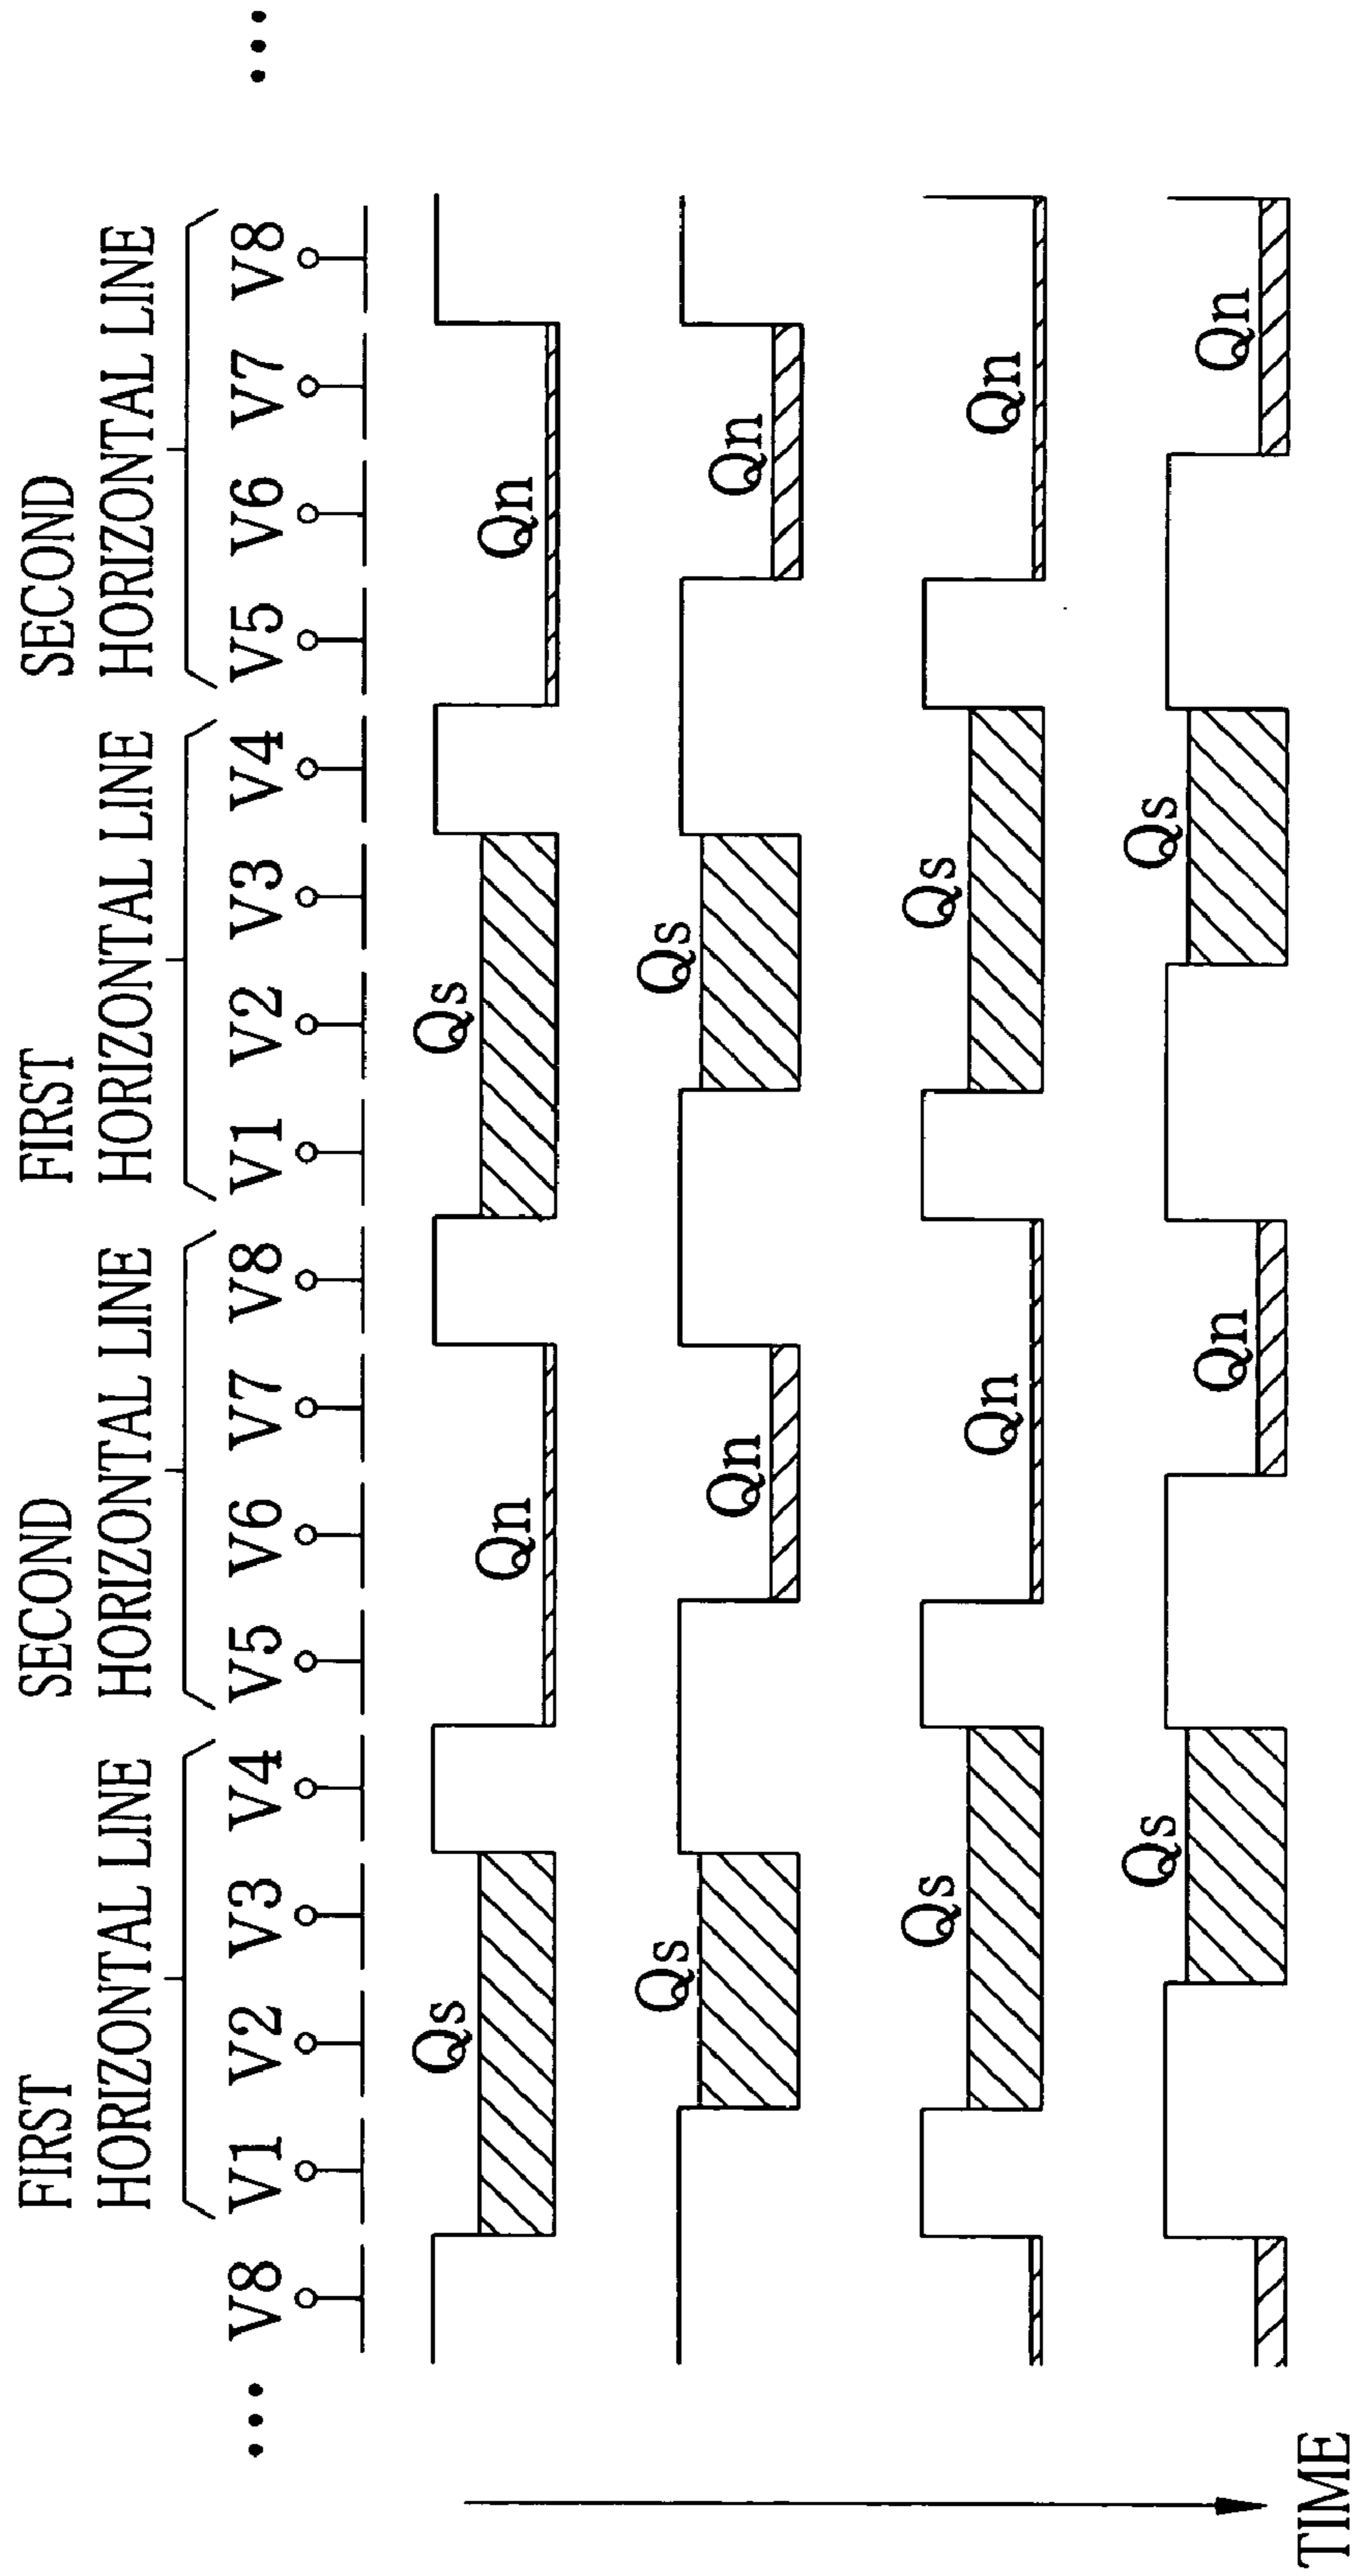 FIRST SECOND FIRST SECOND
HORIZONTAL LINE HORIZONTAL LINE HORIZONTAL LINE HORIZONTAL LINE
... V8 V1 V2 V3 V4 V5 V6 V7 V8 V1 V2 V3 V4 V5 V6 V7 V8 ...
Qs Qn Qs Qn
Qs Qn Qs Qn
Qs Qn Qs Qn
Qs Qn Qs Qn
TIME